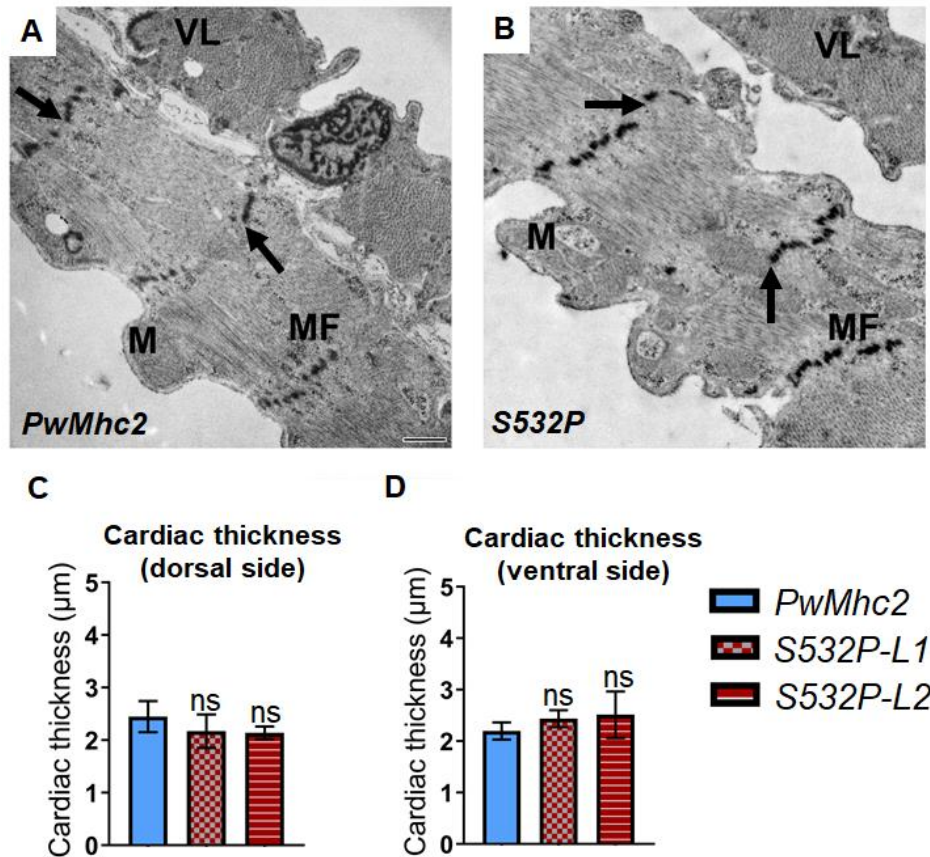 A
VL
M
MF
PwMhc2
B
VL
M
MF
S532P
C
Cardiac thickness
(dorsal side)
Cardiac thickness (µm)
5
4
3
2
1
0
ns
ns
D
Cardiac thickness
(ventral side)
Cardiac thickness (µm)
5
4
3
2
1
0
ns
ns
PwMhc2
S532P-L1
S532P-L2